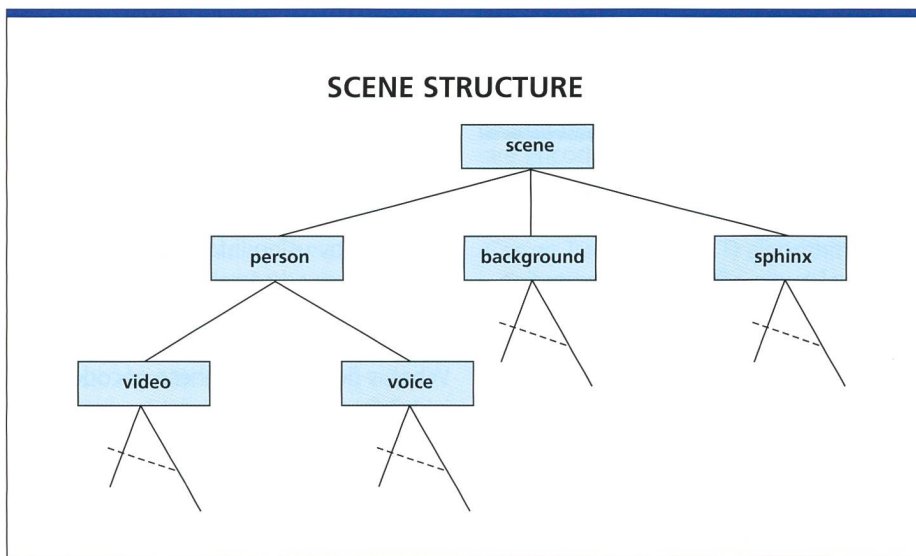 SCENE STRUCTURE
scene
person
background
sphinx
video
voice